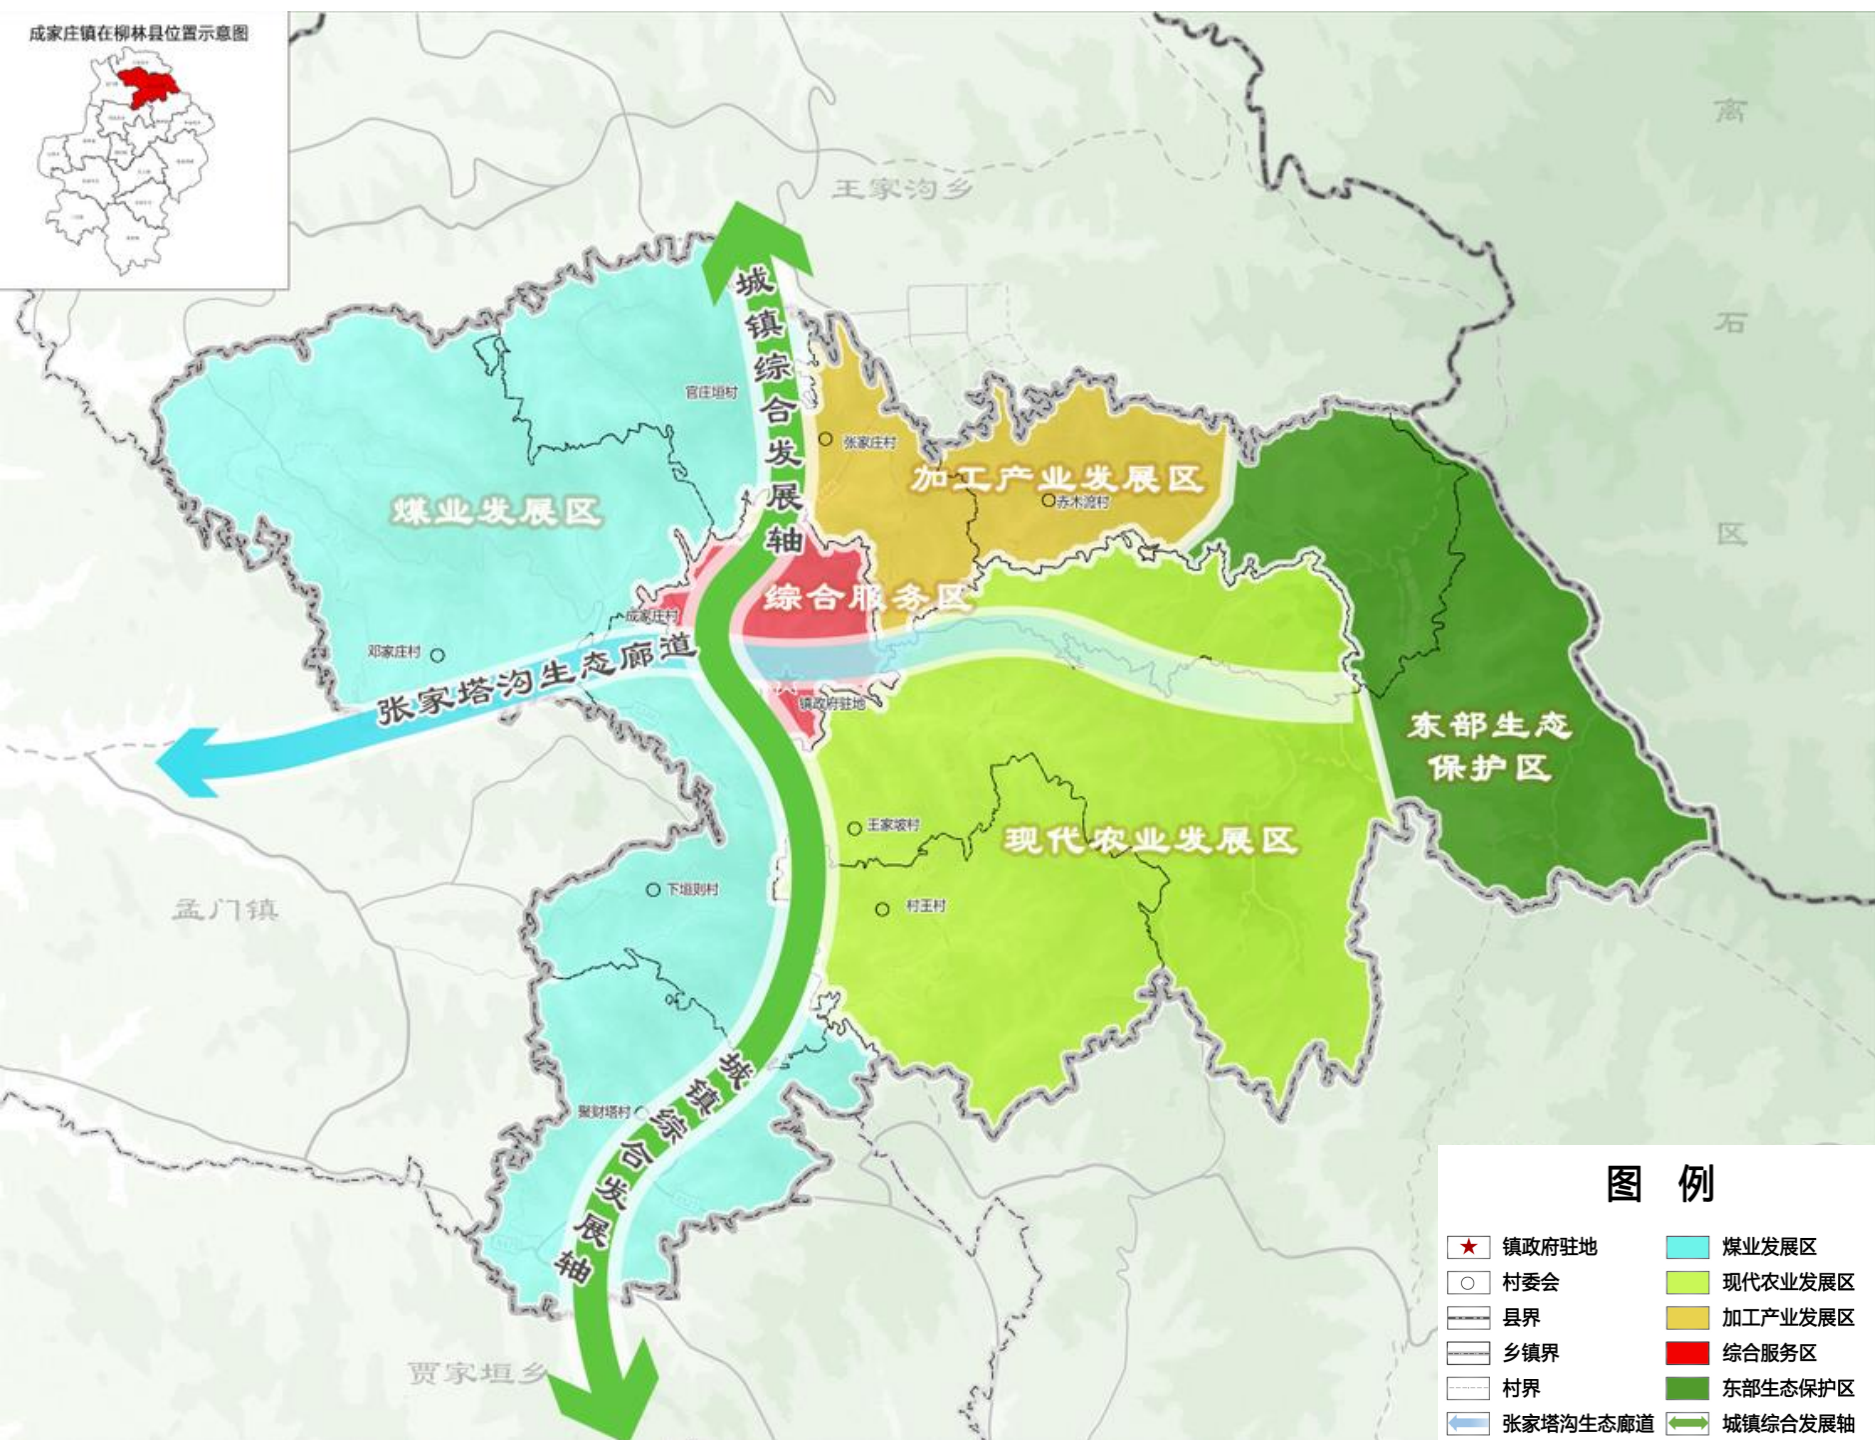 成家庄镇在柳林县位置示意图
离石区
王家沟乡
城镇综合发展轴
官庄垣村
张家庄村
加工产业发展区
赤木洰村
煤业发展区
综合服务区
成家庄村
邓家庄村
张家塔沟生态廊道
镇政府驻地
东部生态
保护区
王家坡村
现代农业发展区
下垣则村
村王村
孟门镇
聚财塔村
城镇综合发展轴
贾家垣乡
图 例
镇政府驻地
煤业发展区
村委会
现代农业发展区
县界
加工产业发展区
乡镇界
综合服务区
村界
东部生态保护区
张家塔沟生态廊道
城镇综合发展轴